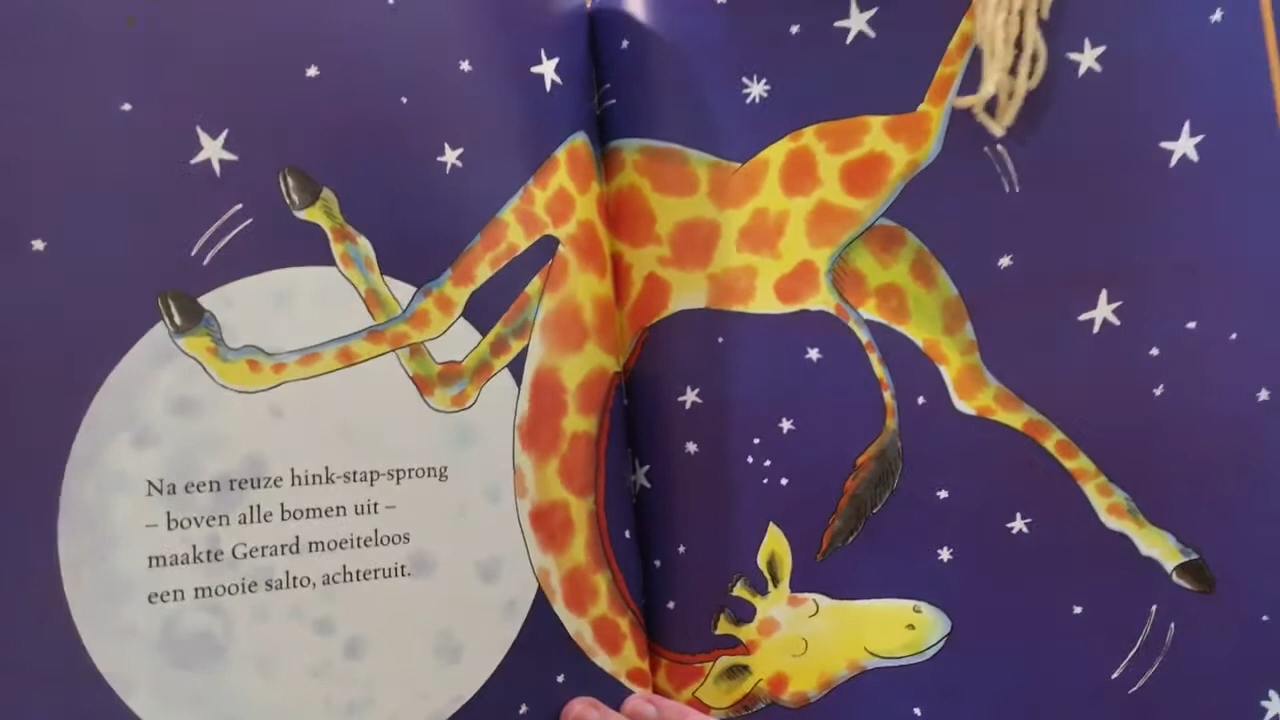 Na een reuze hink-stap-sprong
– boven alle bomen uit –
maakte Gerard moeiteloos
een mooie salto, achteruit.